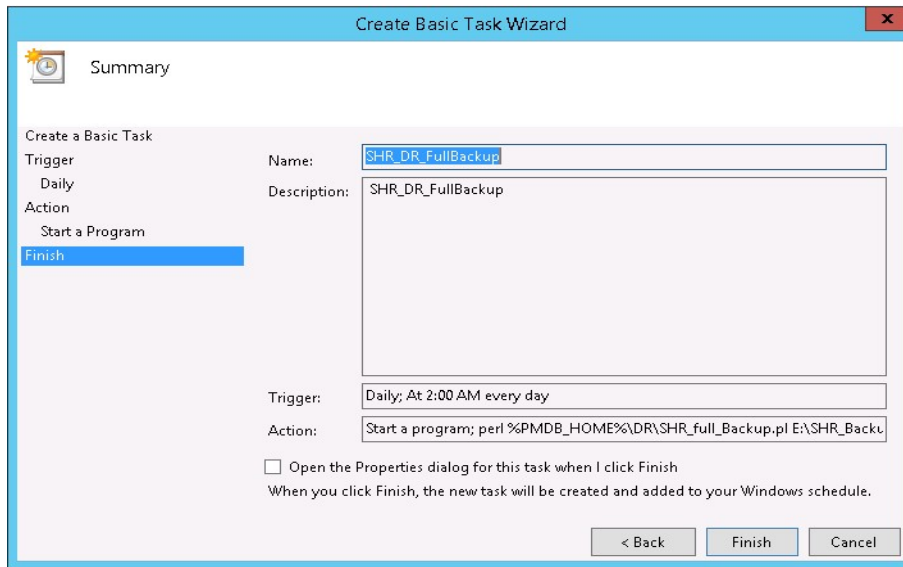 Create Basic Task Wizard
x
Summary
Create a Basic Task
Trigger
Daily
Action
Start a Program
Finish
Name: SHR_DR_FullBackup
Description: SHR_DR_FullBackup
Trigger: Daily; At 2:00 AM every day
Action: Start a program; perl %PMDB_HOME%\DR\SHR_full_Backup.pl E:\SHR_Backu
Open the Properties dialog for this task when I click Finish
When you click Finish, the new task will be created and added to your Windows schedule.
< Back Finish Cancel